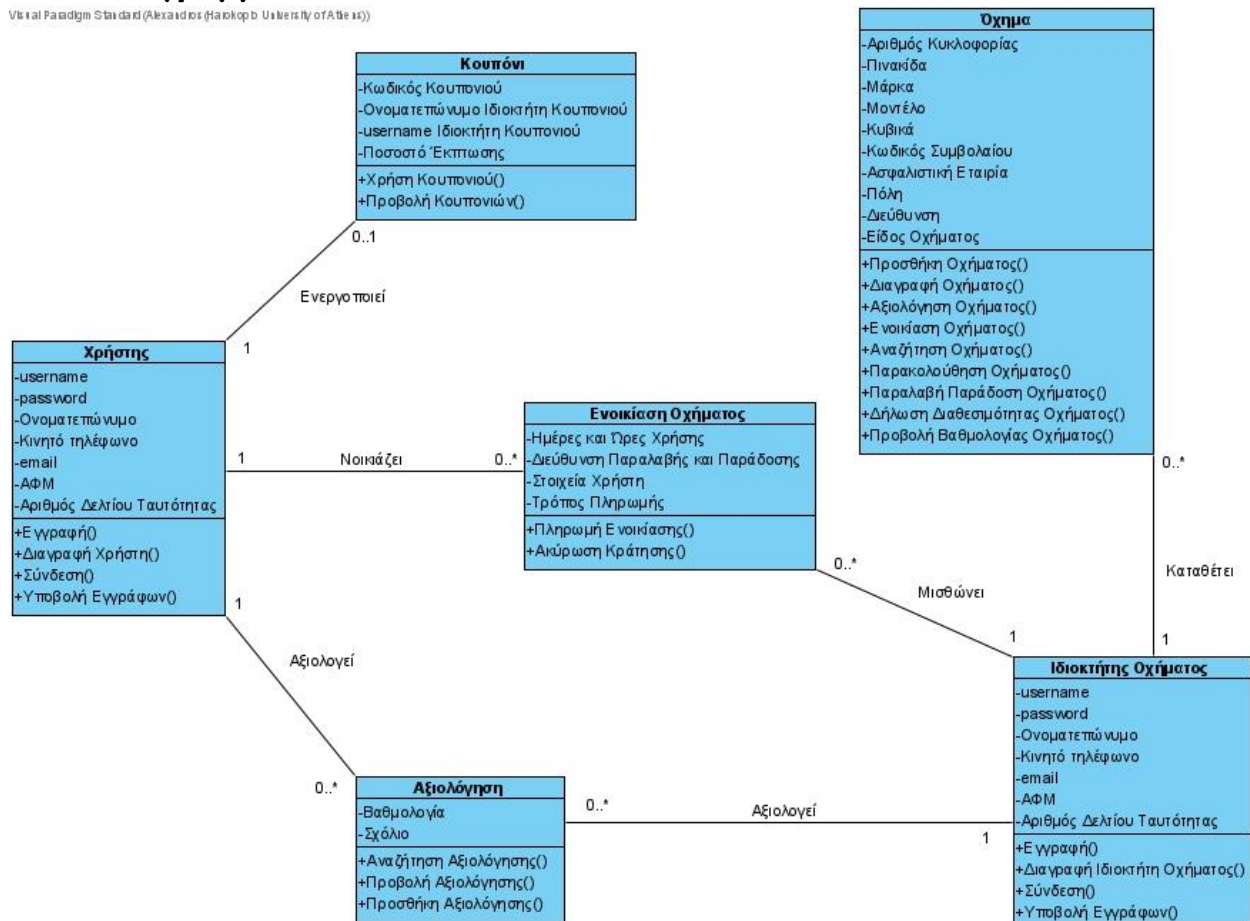 Visual Paradigm Standard(Alexandros(Harokopio University of Athens))
Κουπόνι
-Κωδικός Κουπονιού
-Ονοματεπώνυμο Ιδιοκτήτη Κουπονιού
-username Ιδιοκτήτη Κουπονιού
-Ποσοστό Έκπτωσης
+Χρήση Κουπονιού()
+Προβολή Κουπονιών()
0..1
Ενεργοποιεί
1
Όχημα
-Αριθμός Κυκλοφορίας
-Πινακίδα
-Μάρκα
-Μοντέλο
-Κυβικά
-Κωδικός Συμβολαίου
-Ασφαλιστική Εταιρία
-Πόλη
-Διεύθυνση
-Είδος Οχήματος
+Προσθήκη Οχήματος()
+Διαγραφή Οχήματος()
+Αξιολόγηση Οχήματος()
+Ενοικίαση Οχήματος()
+Αναζήτηση Οχήματος()
+Παρακολούθηση Οχήματος()
+Παραλαβή Παράδοση Οχήματος()
+Δήλωση Διαθεσιμότητας Οχήματος()
+Προβολή Βαθμολογίας Οχήματος()
0..*
Καταθέτει
1
Χρήστης
-username
-password
-Ονοματεπώνυμο
-Κινητό τηλέφωνο
-email
-ΑΦΜ
-Αριθμός Δελτίου Ταυτότητας
+Εγγραφή()
+Διαγραφή Χρήστη()
+Σύνδεση()
+Υποβολή Εγγράφων()
1
Νοικιάζει
0..*
Ενοικίαση Οχήματος
-Ημέρες και Ώρες Χρήσης
-Διεύθυνση Παραλαβής και Παράδοσης
-Στοιχεία Χρήστη
-Τρόπος Πληρωμής
+Πληρωμή Ενοικίασης()
+Ακύρωση Κράτησης()
0..*
Μισθώνει
1
1
Αξιολογεί
0..*
Αξιολόγηση
-Βαθμολογία
-Σχόλιο
+Αναζήτηση Αξιολόγησης()
+Προβολή Αξιολόγησης()
+Προσθήκη Αξιολόγησης()
0..*
Αξιολογεί
1
Ιδιοκτήτης Οχήματος
-username
-password
-Ονοματεπώνυμο
-Κινητό τηλέφωνο
-email
-ΑΦΜ
-Αριθμός Δελτίου Ταυτότητας
+Εγγραφή()
+Διαγραφή Ιδιοκτήτη Οχήματος()
+Σύνδεση()
+Υποβολή Εγγράφων()